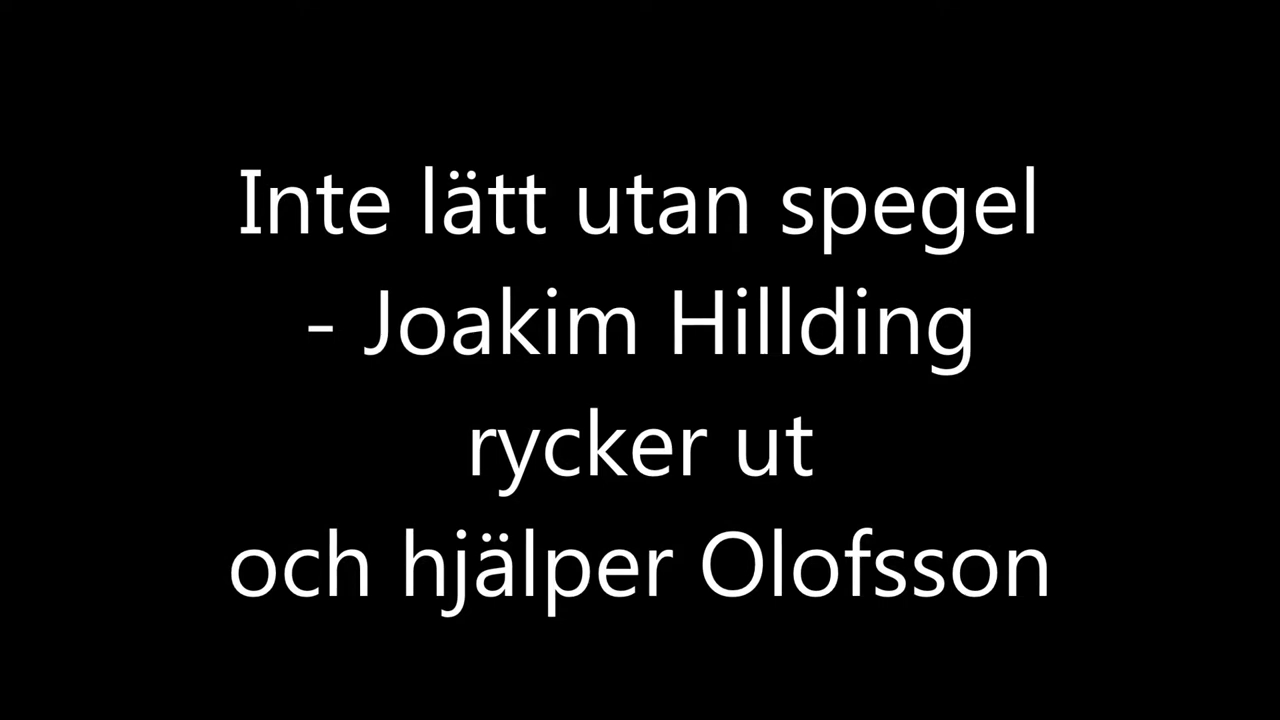 Inte lätt utan spegel
- Joakim Hillding
rycker ut
och hjälper Olofsson